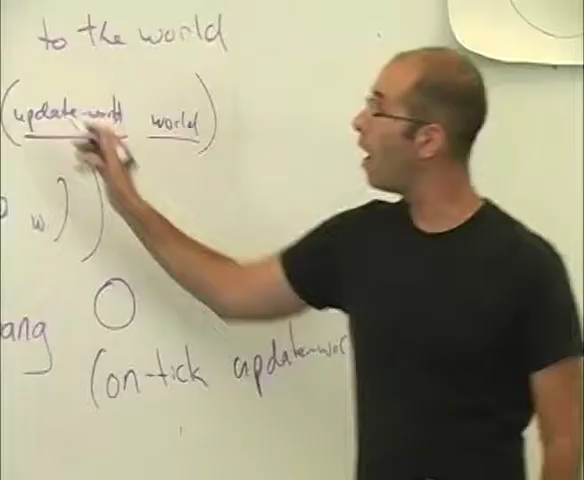 to the world
(update-world world)
w))
ang
(on-tick update-wor